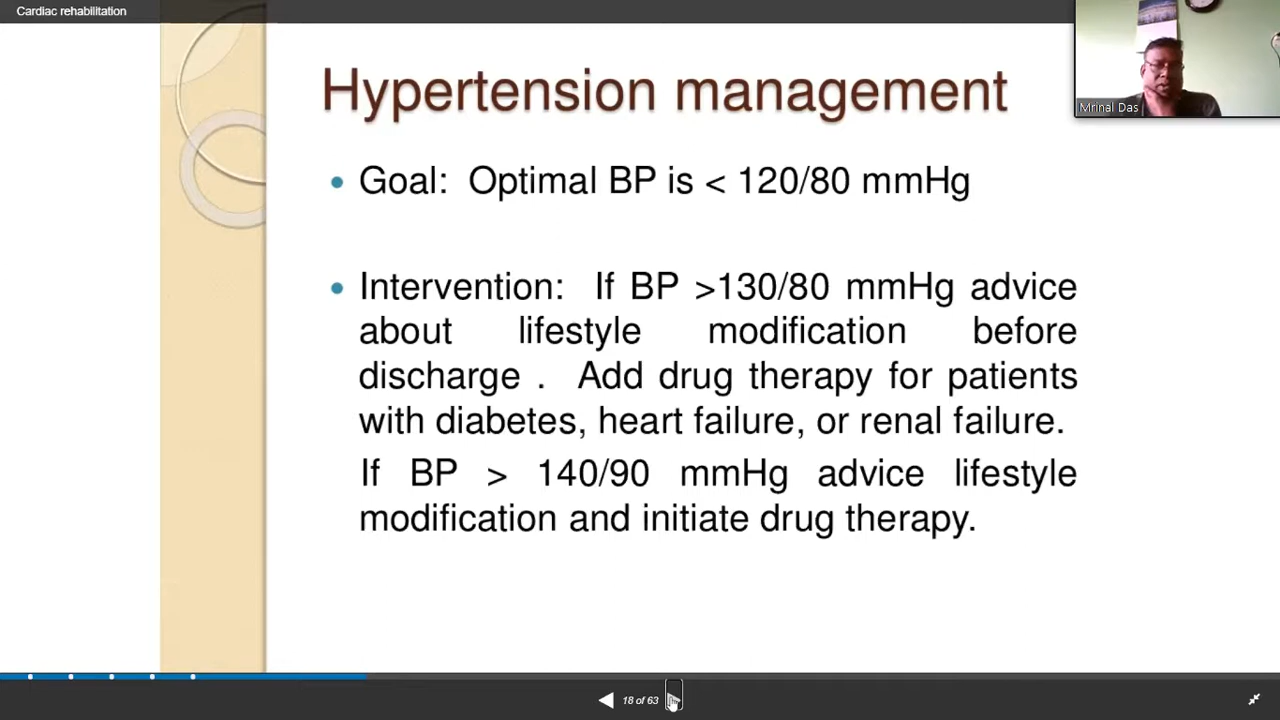 Cardiac rehabilitation
Mrinal Das
Hypertension management
Goal: Optimal BP is < 120/80 mmHg
Intervention: If BP >130/80 mmHg advice
about lifestyle modification before
discharge . Add drug therapy for patients
with diabetes, heart failure, or renal failure.
If BP > 140/90 mmHg advice lifestyle
modification and initiate drug therapy.
18 of 63